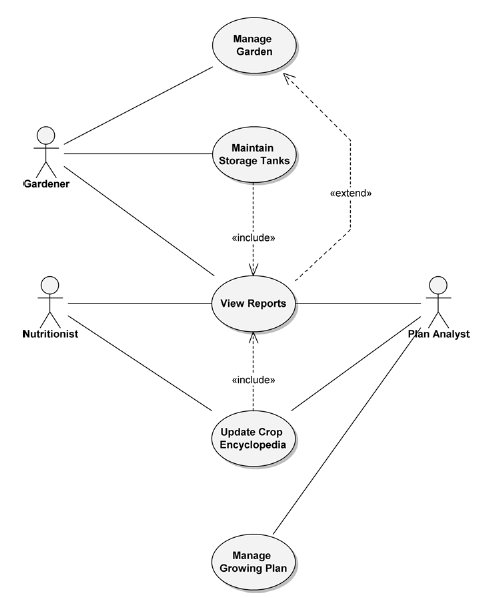 Manage
Garden
Maintain
Storage Tanks
Gardener
«extend»
«include»
View Reports
Nutritionist
Plan Analyst
«include»
Update Crop
Encyclopedia
Manage
Growing Plan